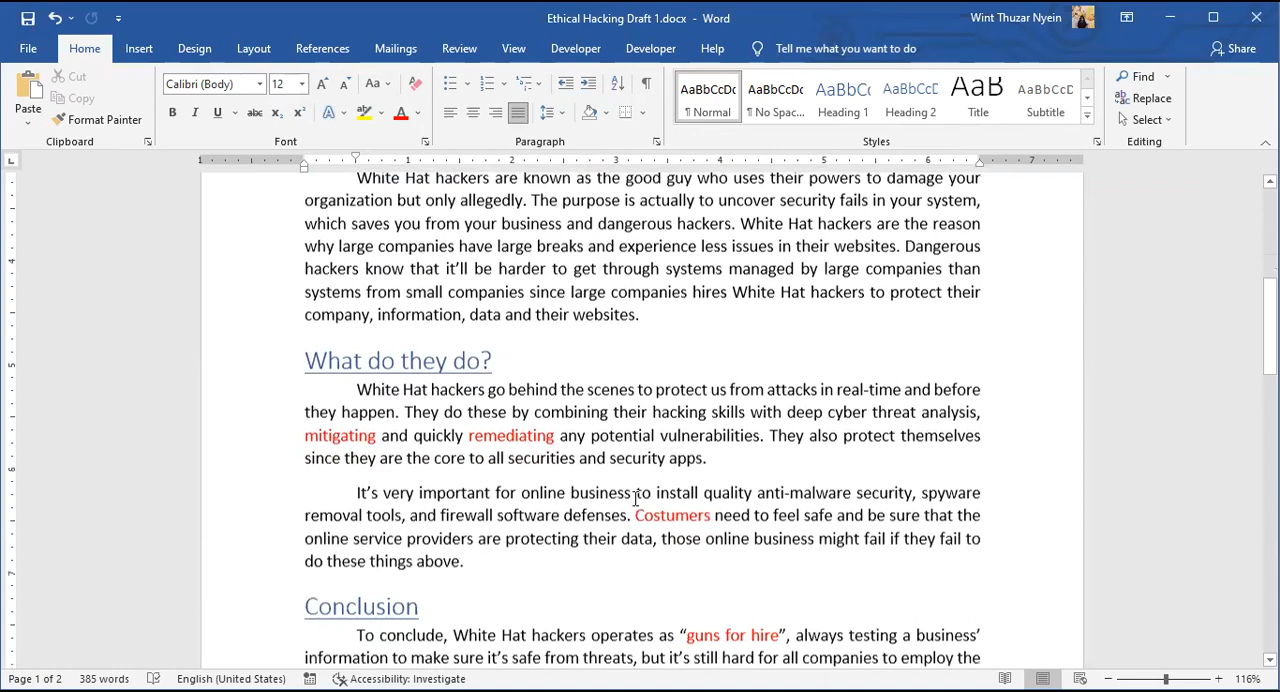 Ethical Hacking Draft 1.docx - Word
Wint Thuzar Nyein
File Home Insert Design Layout References Mailings Review View Developer Developer Help Tell me what you want to do Share
Paste
Cut
Copy
Format Painter
Clipboard
Calibri (Body) 12
Font
Paragraph
AaBbCcDc AaBbCcDc AaBbCc AaBbCcC AaB AaBbCcD
¶ Normal ¶ No Spac... Heading 1 Heading 2 Title Subtitle
Styles
Find
Replace
Select
Editing
1 1 2 3 4 5 6 7
White Hat hackers are known as the good guy who uses their powers to damage your
organization but only allegedly. The purpose is actually to uncover security fails in your system,
which saves you from your business and dangerous hackers. White Hat hackers are the reason
why large companies have large breaks and experience less issues in their websites. Dangerous
hackers know that it’ll be harder to get through systems managed by large companies than
systems from small companies since large companies hires White Hat hackers to protect their
company, information, data and their websites.
What do they do?
White Hat hackers go behind the scenes to protect us from attacks in real-time and before
they happen. They do these by combining their hacking skills with deep cyber threat analysis,
mitigating and quickly remediating any potential vulnerabilities. They also protect themselves
since they are the core to all securities and security apps.
It’s very important for online business to install quality anti-malware security, spyware
removal tools, and firewall software defenses. Costumers need to feel safe and be sure that the
online service providers are protecting their data, those online business might fail if they fail to
do these things above.
Conclusion
To conclude, White Hat hackers operates as “guns for hire”, always testing a business’
information to make sure it’s safe from threats, but it’s still hard for all companies to employ the
Page 1 of 2 385 words English (United States) Accessibility: Investigate 116%